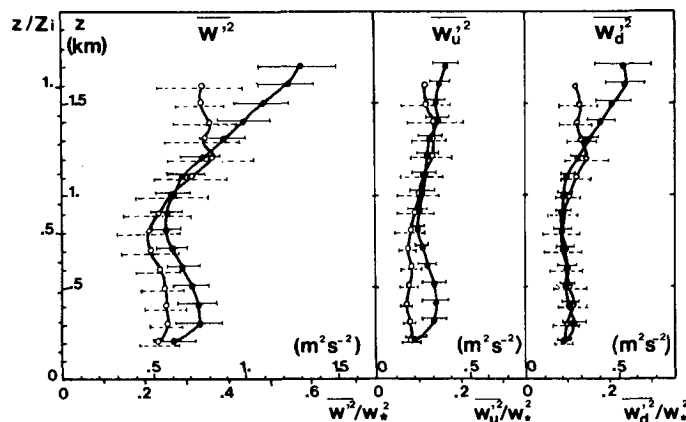 z/Zi z (km) w'² w'u² w'd²
1. 1.5
1.
.5 .5
0 (m²s⁻²) (m²s⁻²) (m²s⁻²)
.5 1. 1.5 .5 .5
0 .2 .4 .6 0 .2 0 .2
w'²/w*² w'u²/w*² w'd²/w*²